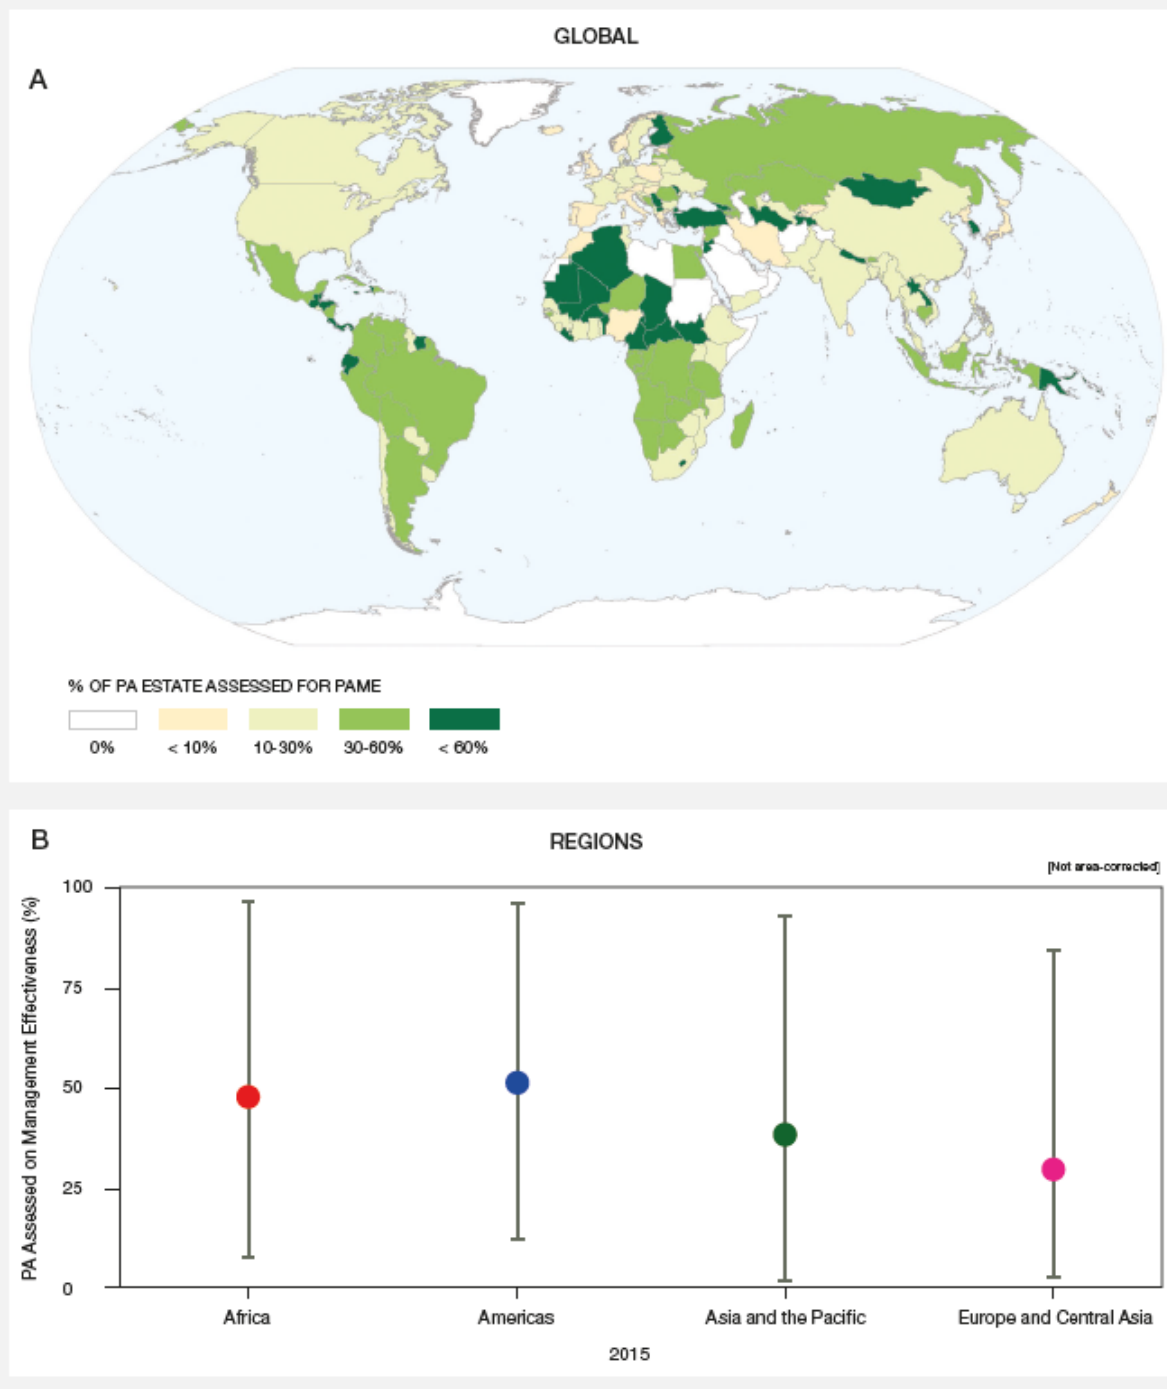 GLOBAL
A
% OF PA ESTATE ASSESSED FOR PAME
0% < 10% 10-30% 30-60% < 60%
B
REGIONS
[Not area-corrected]
PA Assessed on Management Effectiveness (%)
100
75
50
25
0
Africa Americas Asia and the Pacific Europe and Central Asia
2015